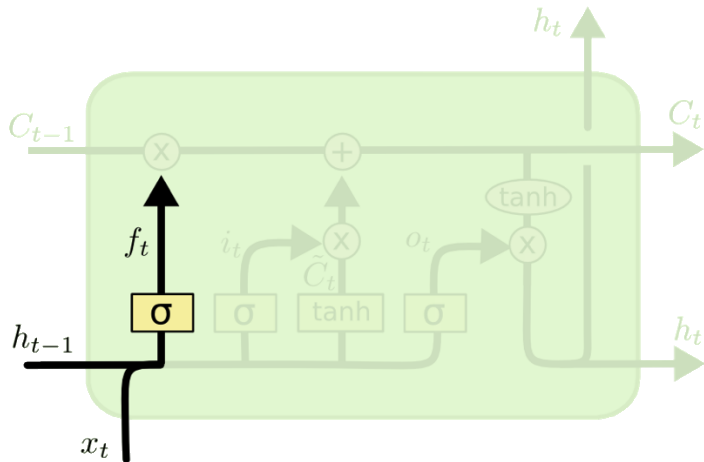 h_t
C_{t-1}
C_t
x
+
tanh
f_t
i_t
x
o_t
x
C̃_t
σ
σ
tanh
σ
h_{t-1}
h_t
x_t